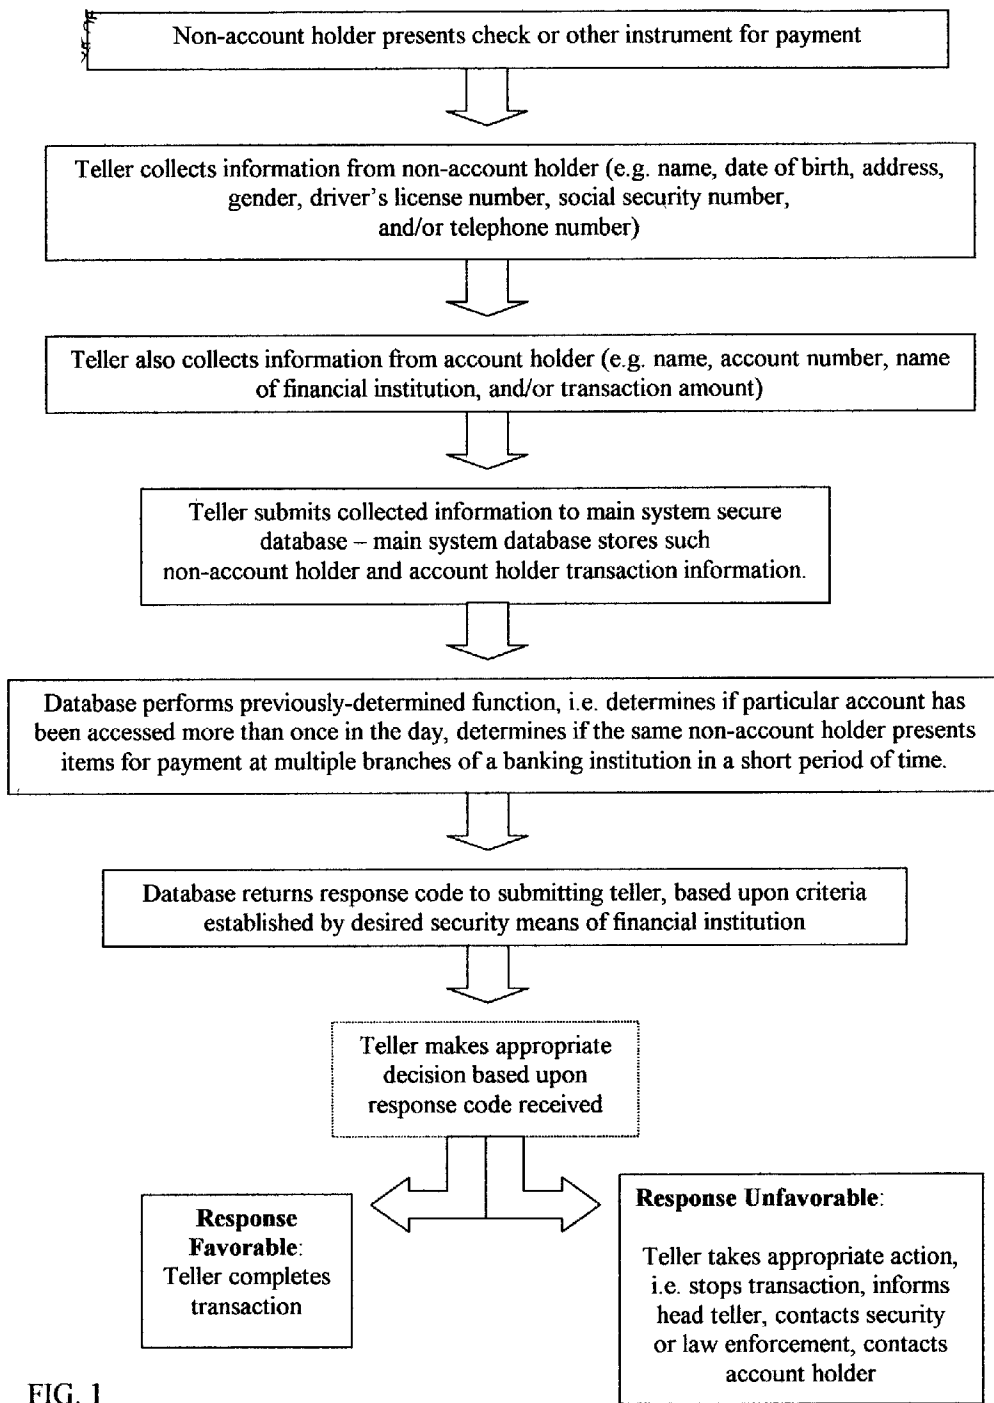 Non-account holder presents check or other instrument for payment
Teller collects information from non-account holder (e.g. name, date of birth, address,
gender, driver's license number, social security number,
and/or telephone number)
Teller also collects information from account holder (e.g. name, account number, name
of financial institution, and/or transaction amount)
Teller submits collected information to main system secure
database – main system database stores such
non-account holder and account holder transaction information.
Database performs previously-determined function, i.e. determines if particular account has
been accessed more than once in the day, determines if the same non-account holder presents
items for payment at multiple branches of a banking institution in a short period of time.
Database returns response code to submitting teller, based upon criteria
established by desired security means of financial institution
Teller makes appropriate
decision based upon
response code received
Response
Favorable:
Teller completes
transaction
Response Unfavorable:
Teller takes appropriate action,
i.e. stops transaction, informs
head teller, contacts security
or law enforcement, contacts
account holder
FIG. 1